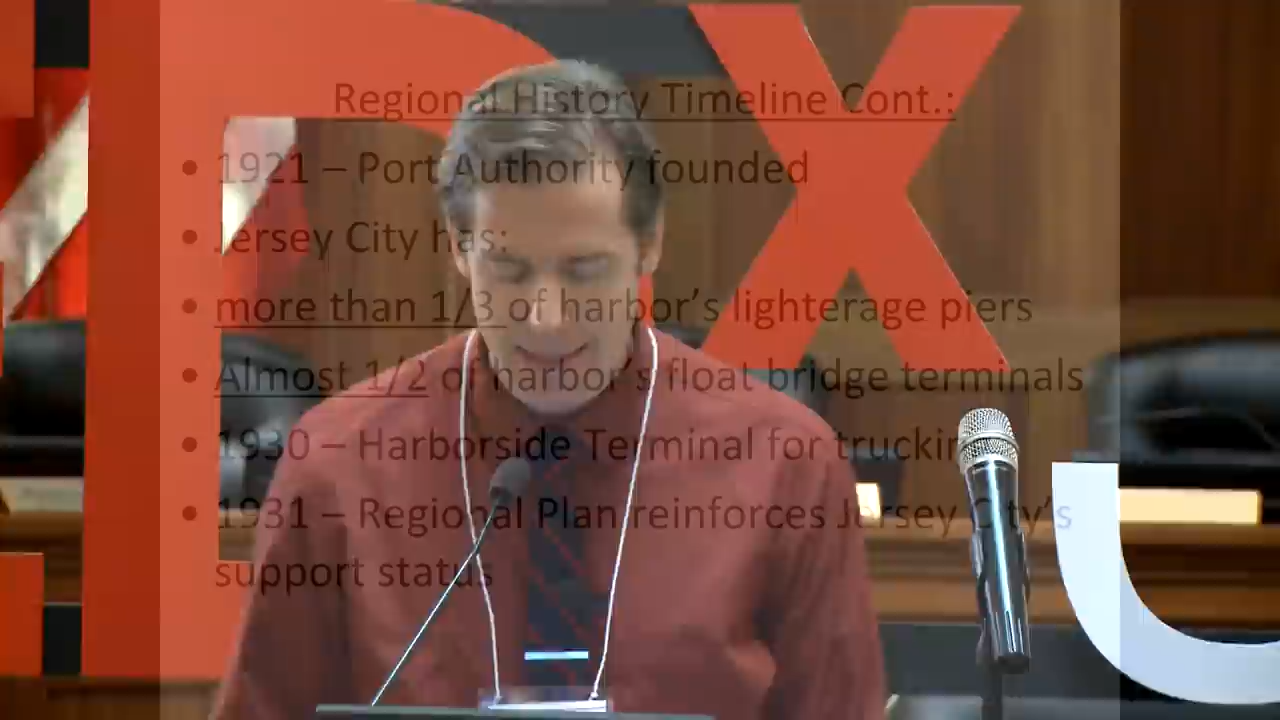 Regional History Timeline Cont.:
• 1921 – Port Authority founded
• Jersey City has:
• more than 1/3 of harbor's lighterage piers
• Almost 1/2 of harbor's float bridge terminals
• 1930 – Harborside Terminal for trucking
• 1931 – Regional Plan reinforces Jersey City's
support status